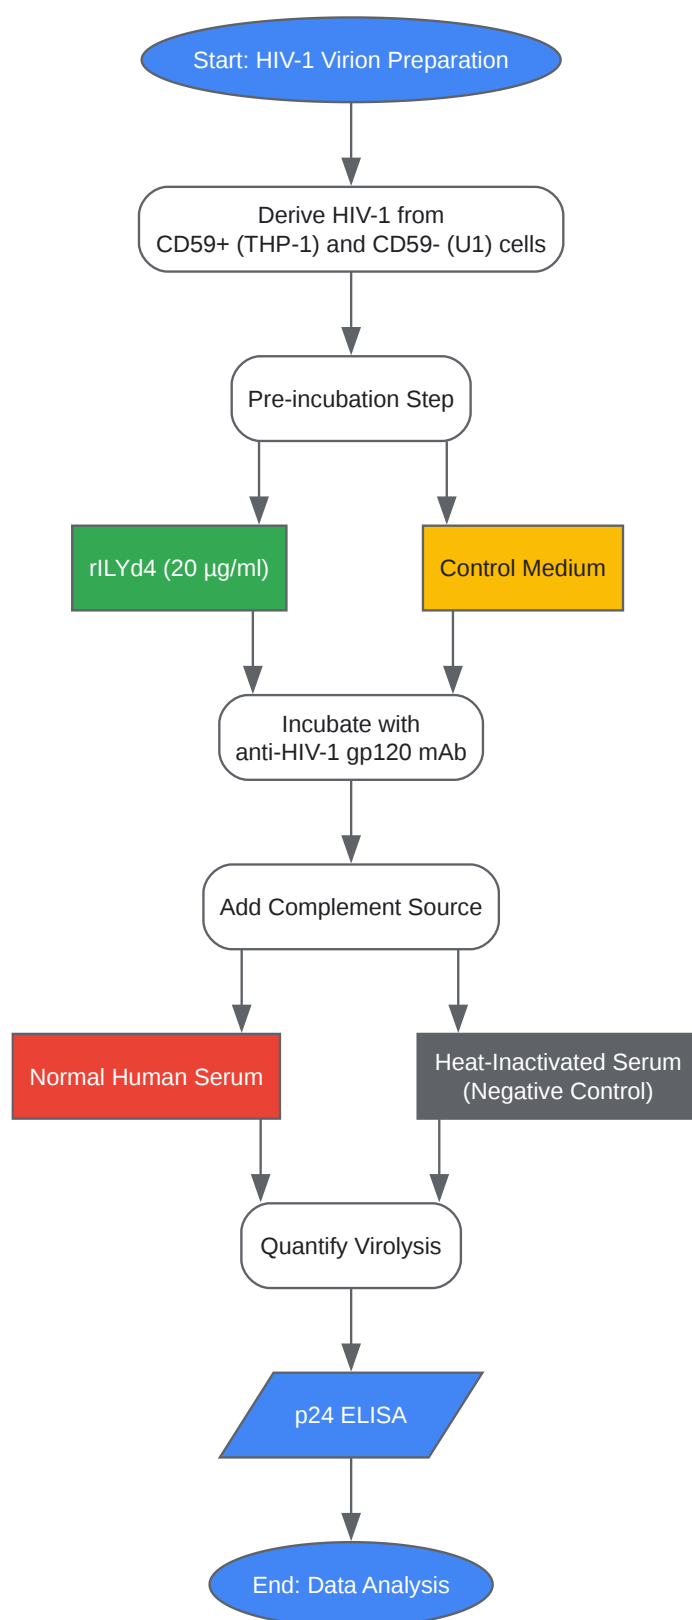 Start: HIV-1 Virion Preparation
Derive HIV-1 from
CD59+ (THP-1) and CD59- (U1) cells
Pre-incubation Step
rILYd4 (20 µg/ml)
Control Medium
Incubate with
anti-HIV-1 gp120 mAb
Add Complement Source
Normal Human Serum
Heat-Inactivated Serum
(Negative Control)
Quantify Virolysis
p24 ELISA
End: Data Analysis